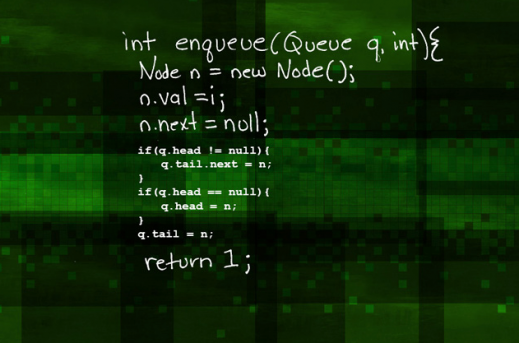 int enqueue(Queue q, int){
Node n = new Node();
n.val = i;
n.next = null;
if(q.head != null){
q.tail.next = n;
}
if(q.head == null){
q.head = n;
}
q.tail = n;
return 1;